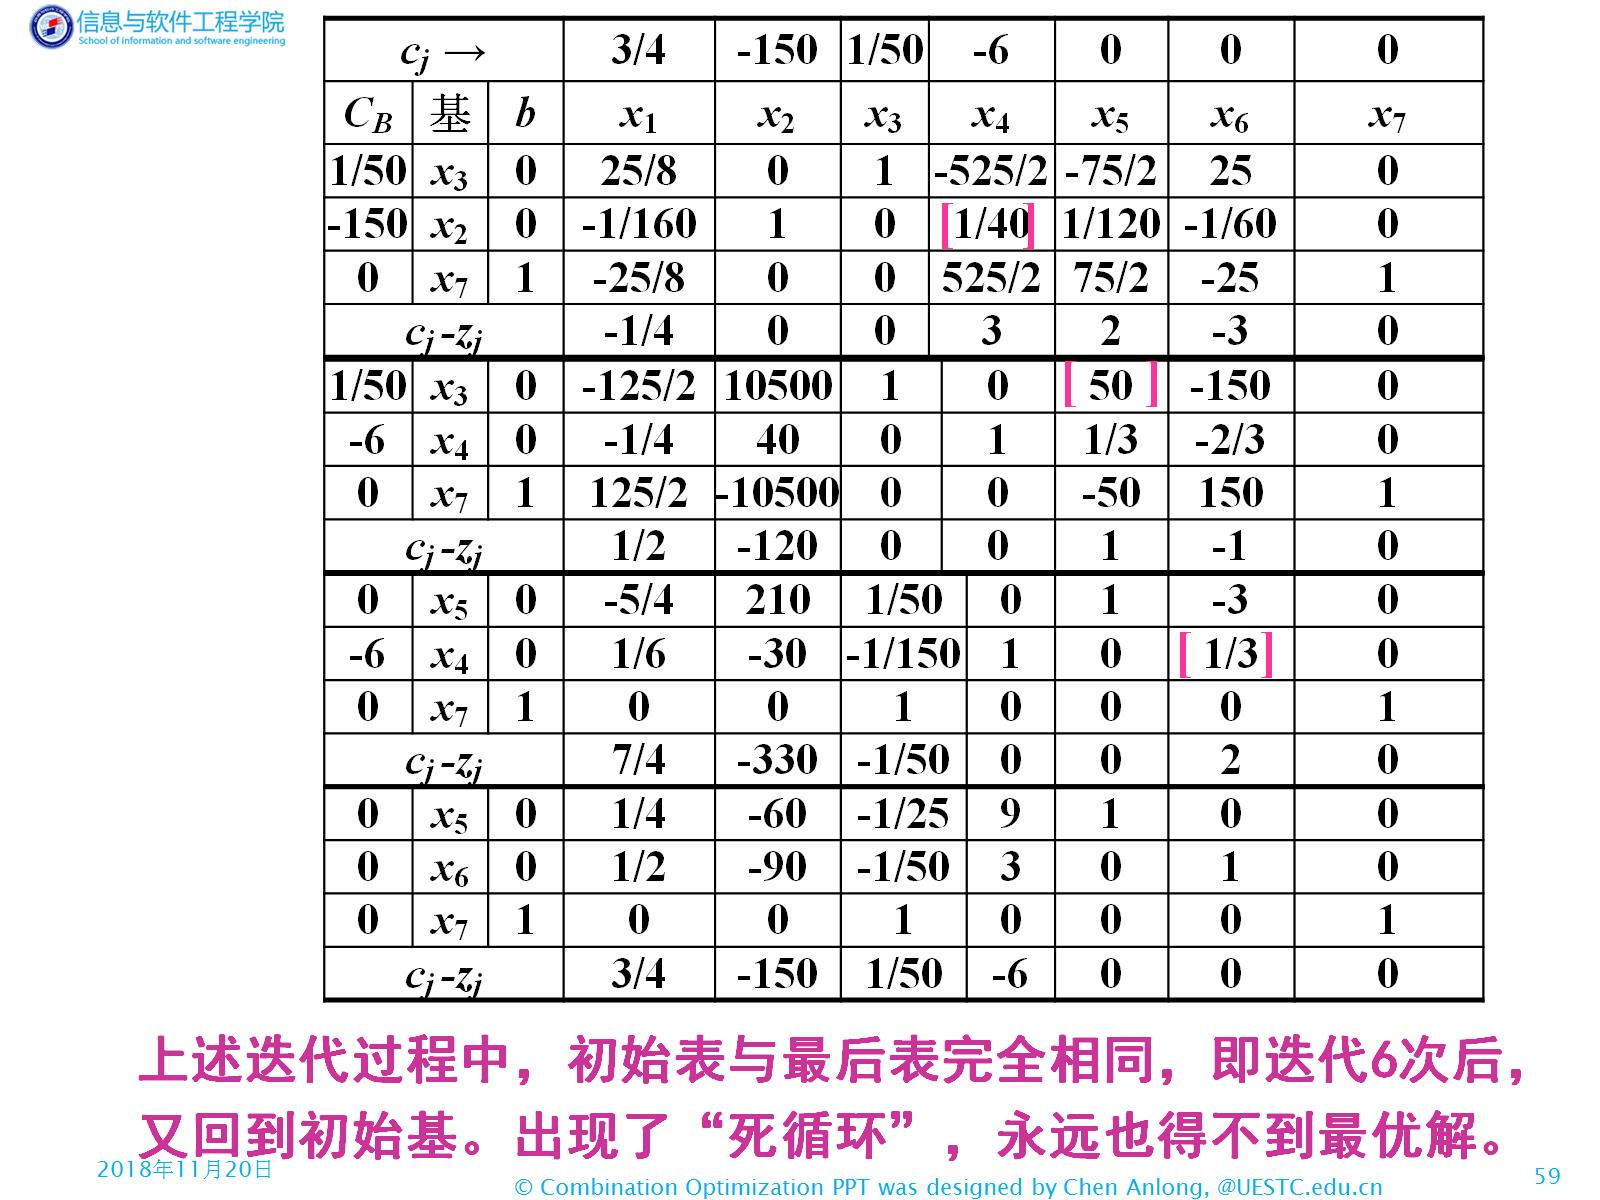 信息与软件工程学院
School of information and software engineering
cj → 3/4 -150 1/50 -6 0 0 0
CB 基 b x1 x2 x3 x4 x5 x6 x7
1/50 x3 0 25/8 0 1 -525/2 -75/2 25 0
-150 x2 0 -1/160 1 0 [1/40] 1/120 -1/60 0
0 x7 1 -25/8 0 0 525/2 75/2 -25 1
cj-zj -1/4 0 0 3 2 -3 0
1/50 x3 0 -125/2 10500 1 0 [ 50 ] -150 0
-6 x4 0 -1/4 40 0 1 1/3 -2/3 0
0 x7 1 125/2 -10500 0 0 -50 150 1
cj-zj 1/2 -120 0 0 1 -1 0
0 x5 0 -5/4 210 1/50 0 1 -3 0
-6 x4 0 1/6 -30 -1/150 1 0 [ 1/3] 0
0 x7 1 0 0 1 0 0 0 1
cj-zj 7/4 -330 -1/50 0 0 2 0
0 x5 0 1/4 -60 -1/25 9 1 0 0
0 x6 0 1/2 -90 -1/50 3 0 1 0
0 x7 1 0 0 1 0 0 0 1
cj-zj 3/4 -150 1/50 -6 0 0 0
上述迭代过程中，初始表与最后表完全相同，即迭代6次后，
又回到初始基。出现了“死循环”，永远也得不到最优解。
2018年11月20日
© Combination Optimization PPT was designed by Chen Anlong, @UESTC.edu.cn
59